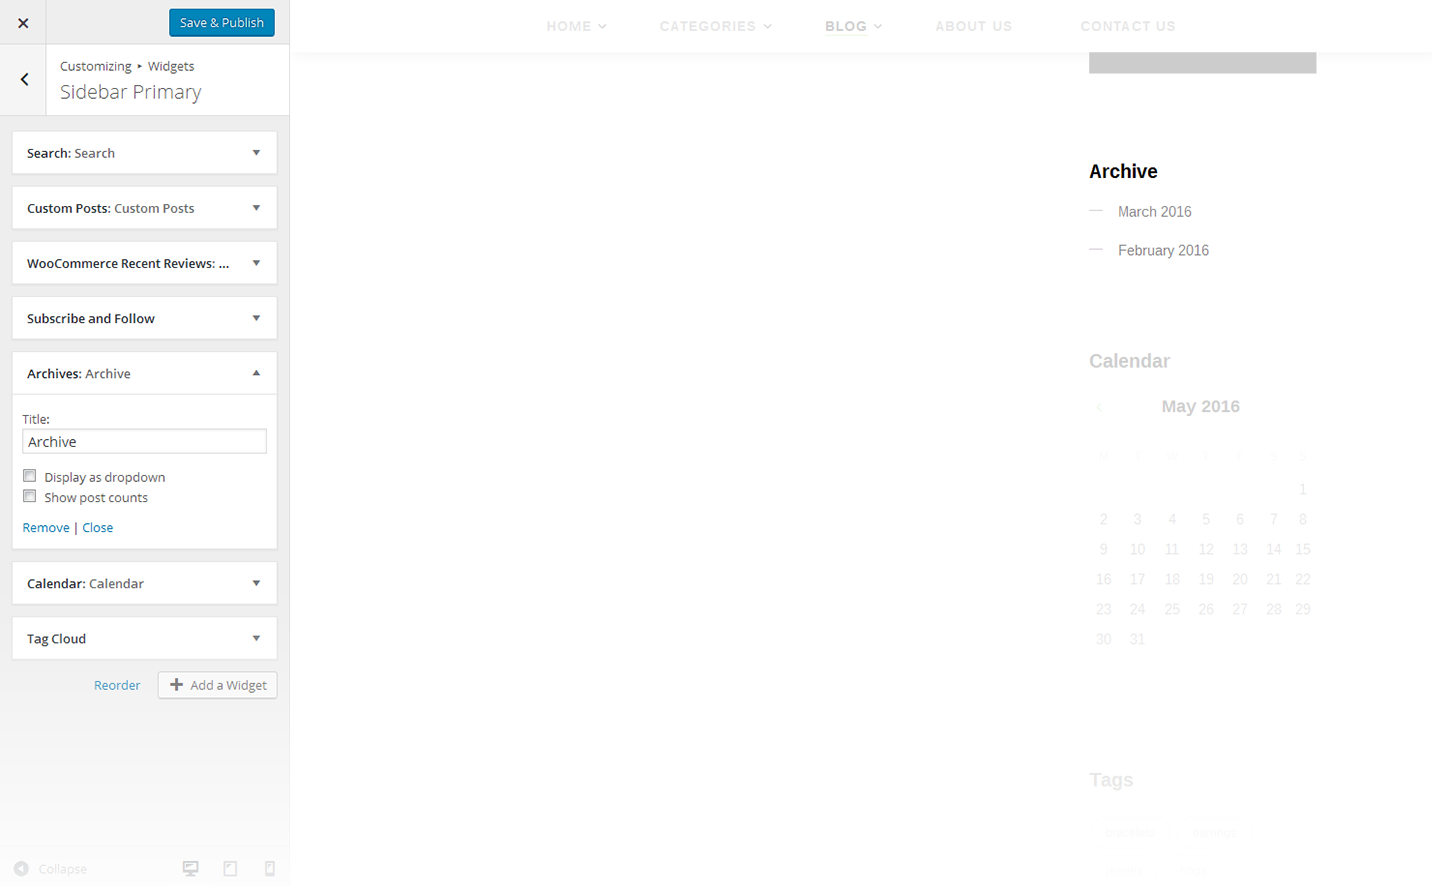 Save & Publish
Customizing ▸ Widgets
Sidebar Primary
Search: Search
Custom Posts: Custom Posts
WooCommerce Recent Reviews: ...
Subscribe and Follow
Archives: Archive
Title:
Archive
Display as dropdown
Show post counts
Remove | Close
Calendar: Calendar
Tag Cloud
Reorder
Add a Widget
Collapse
HOME CATEGORIES BLOG ABOUT US CONTACT US
Archive
March 2016
February 2016
Calendar
May 2016
M T W T F S S
1
2 3 4 5 6 7 8
9 10 11 12 13 14 15
16 17 18 19 20 21 22
23 24 25 26 27 28 29
30 31
Tags